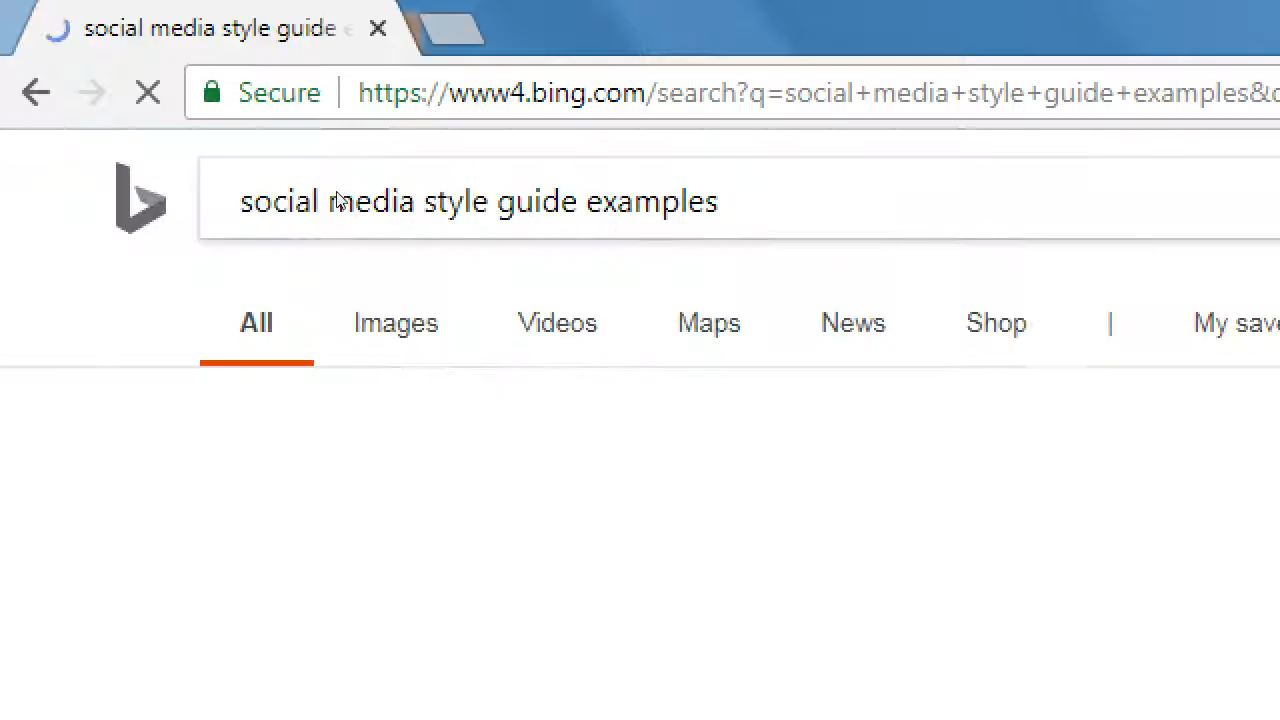 social media style guide
Secure https://www4.bing.com/search?q=social+media+style+guide+examples&
social media style guide examples
All Images Videos Maps News Shop | My